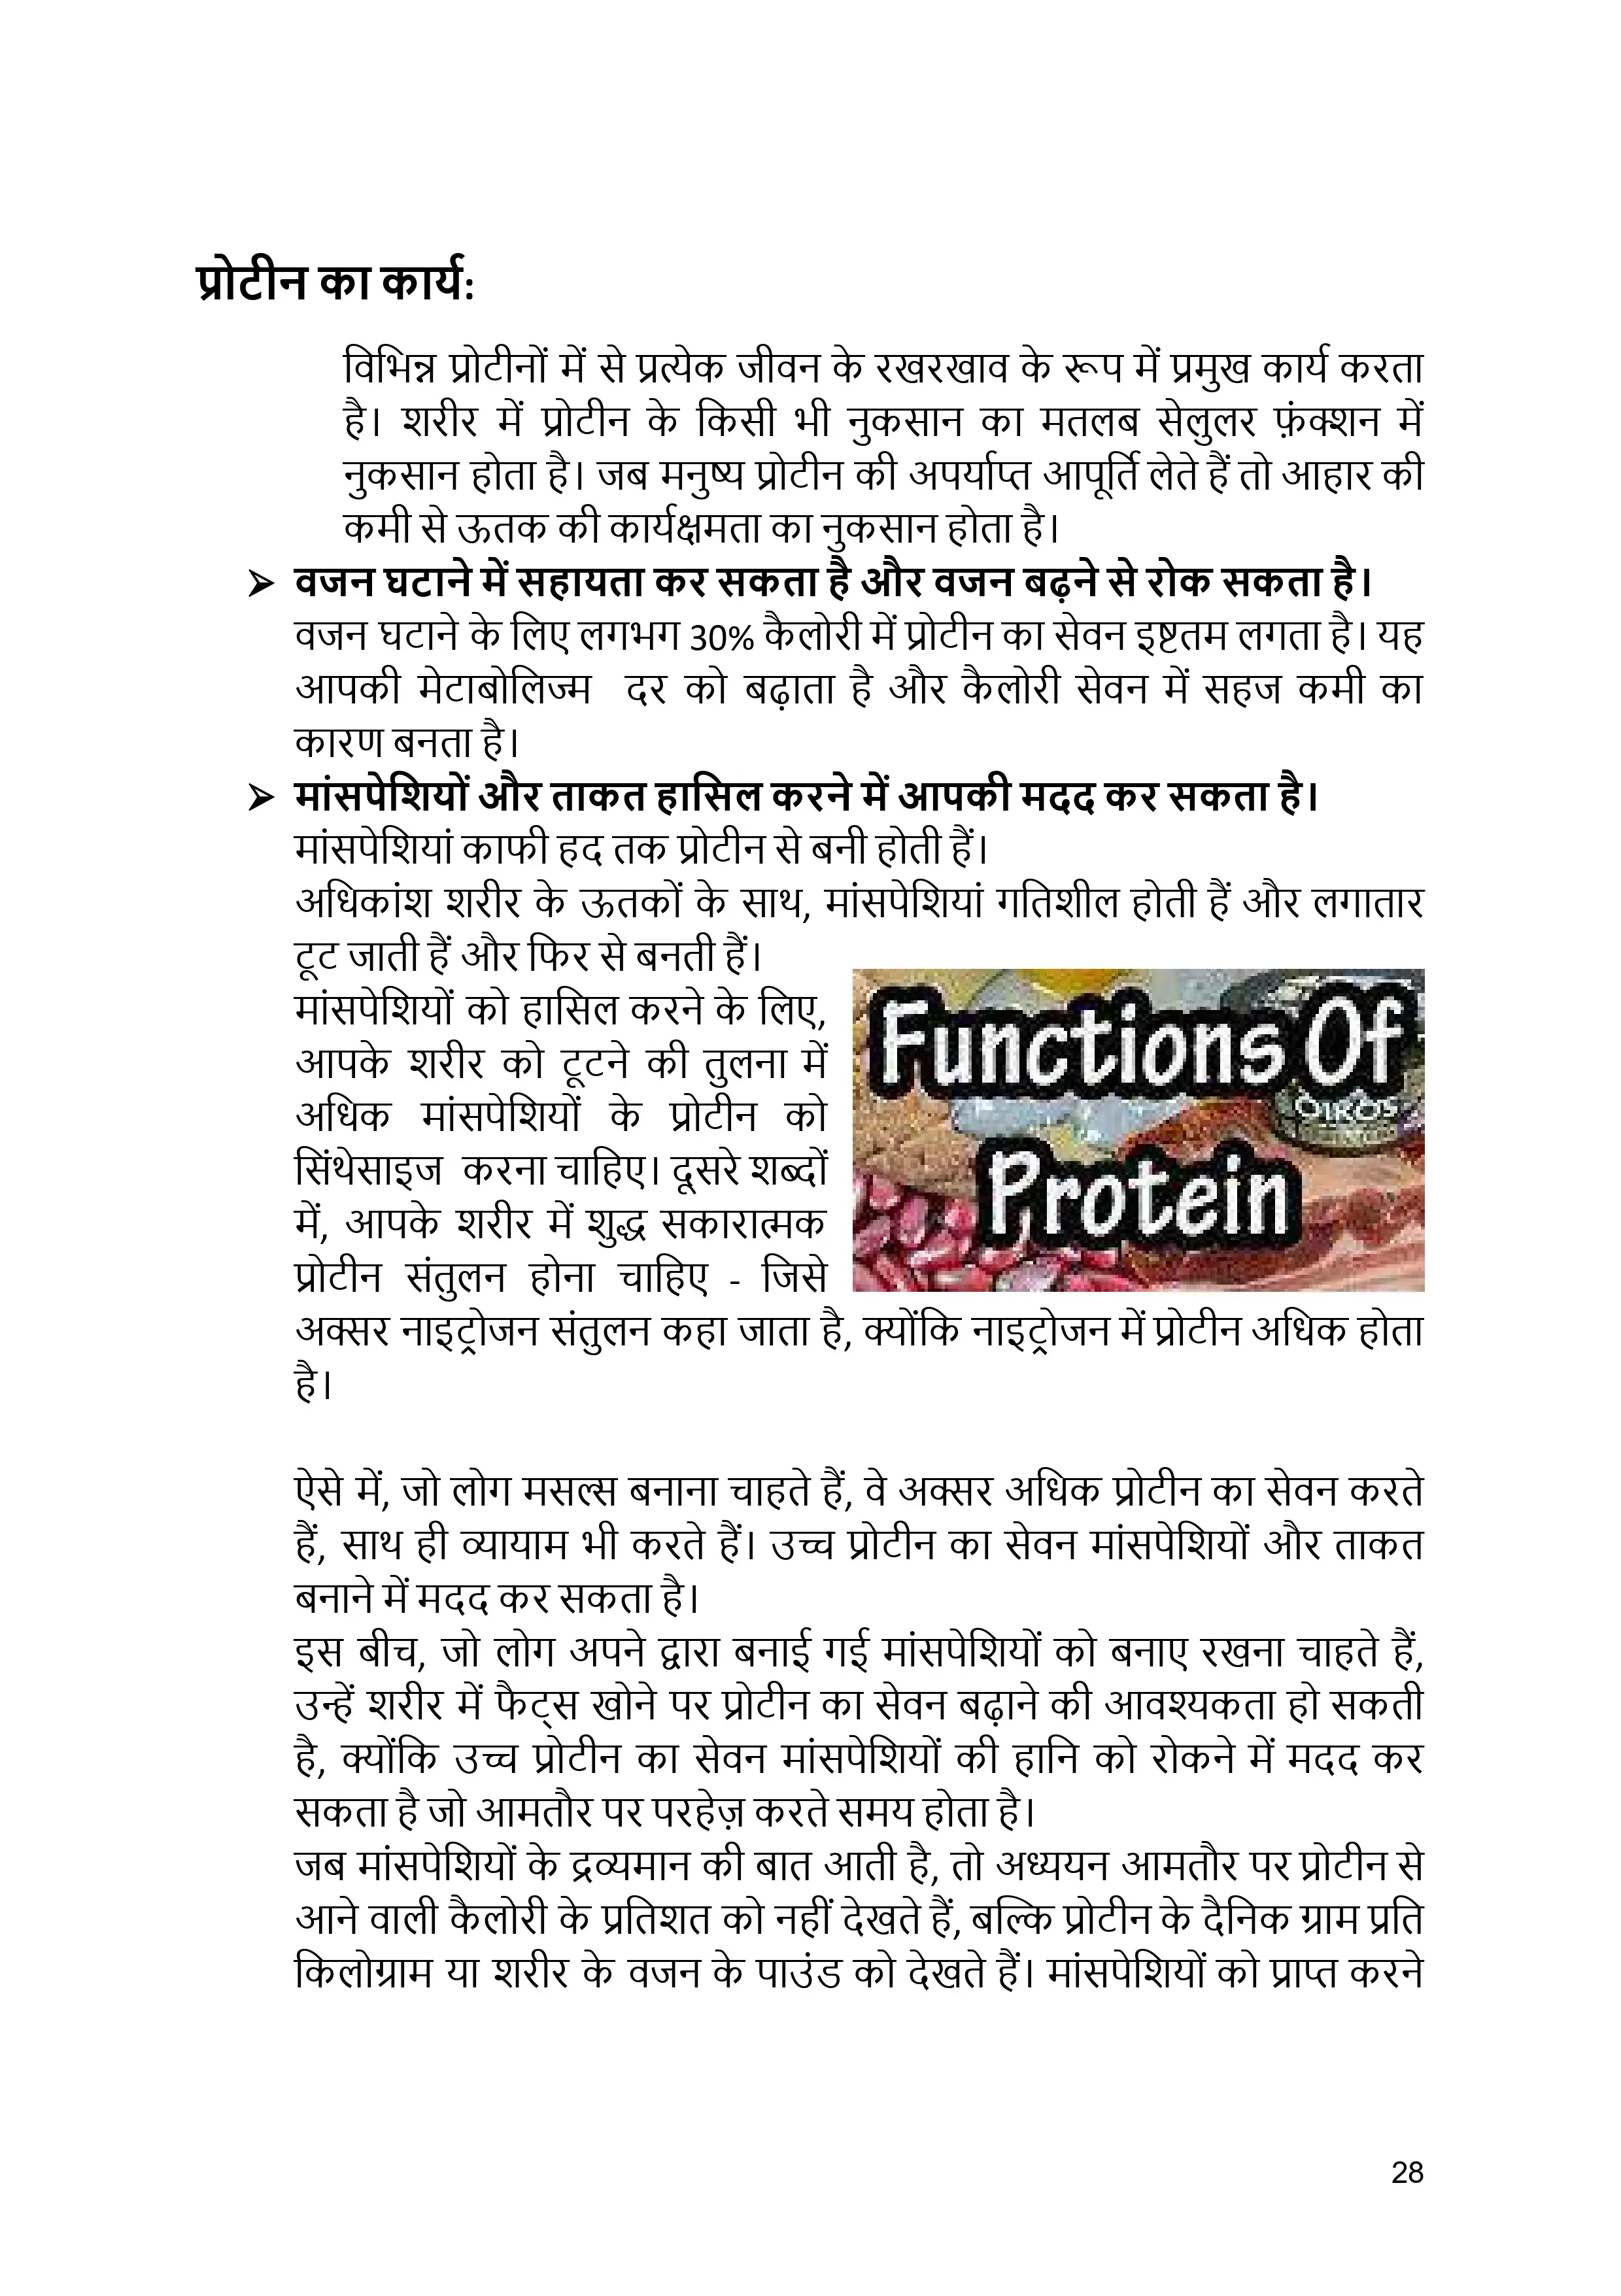 प्रोटीन का कार्य:
विभिन्न प्रोटीनों में से प्रत्येक जीवन के रखरखाव के रूप में प्रमुख कार्य करता
है। शरीर में प्रोटीन के किसी भी नुकसान का मतलब सेलुलर फ़ंक्शन में
नुकसान होता है। जब मनुष्य प्रोटीन की अपर्याप्त आपूर्ति लेते हैं तो आहार की
कमी से ऊतक की कार्यक्षमता का नुकसान होता है।
➢ वजन घटाने में सहायता कर सकता है और वजन बढ़ने से रोक सकता है।
वजन घटाने के लिए लगभग 30% कैलोरी में प्रोटीन का सेवन इष्टतम लगता है। यह
आपकी मेटाबोलिज्म दर को बढ़ाता है और कैलोरी सेवन में सहज कमी का
कारण बनता है।
➢ मांसपेशियों और ताकत हासिल करने में आपकी मदद कर सकता है।
मांसपेशियां काफी हद तक प्रोटीन से बनी होती हैं।
अधिकांश शरीर के ऊतकों के साथ, मांसपेशियां गतिशील होती हैं और लगातार
टूट जाती हैं और फिर से बनती हैं।
मांसपेशियों को हासिल करने के लिए,
आपके शरीर को टूटने की तुलना में
अधिक मांसपेशियों के प्रोटीन को
सिंथेसाइज करना चाहिए। दूसरे शब्दों
में, आपके शरीर में शुद्ध सकारात्मक
प्रोटीन संतुलन होना चाहिए - जिसे
Functions Of
OIKOS
Protein
अक्सर नाइट्रोजन संतुलन कहा जाता है, क्योंकि नाइट्रोजन में प्रोटीन अधिक होता
है।
ऐसे में, जो लोग मसल्स बनाना चाहते हैं, वे अक्सर अधिक प्रोटीन का सेवन करते
हैं, साथ ही व्यायाम भी करते हैं। उच्च प्रोटीन का सेवन मांसपेशियों और ताकत
बनाने में मदद कर सकता है।
इस बीच, जो लोग अपने द्वारा बनाई गई मांसपेशियों को बनाए रखना चाहते हैं,
उन्हें शरीर में फैट्स खोने पर प्रोटीन का सेवन बढ़ाने की आवश्यकता हो सकती
है, क्योंकि उच्च प्रोटीन का सेवन मांसपेशियों की हानि को रोकने में मदद कर
सकता है जो आमतौर पर परहेज़ करते समय होता है।
जब मांसपेशियों के द्रव्यमान की बात आती है, तो अध्ययन आमतौर पर प्रोटीन से
आने वाली कैलोरी के प्रतिशत को नहीं देखते हैं, बल्कि प्रोटीन के दैनिक ग्राम प्रति
किलोग्राम या शरीर के वजन के पाउंड को देखते हैं। मांसपेशियों को प्राप्त करने
28